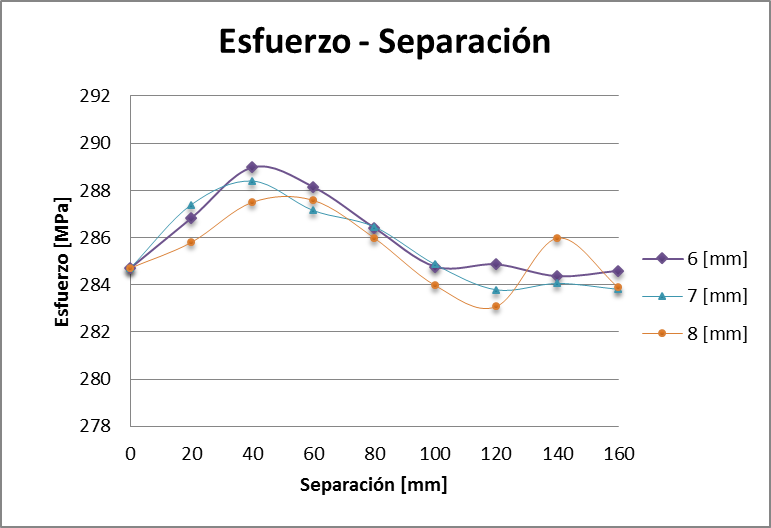 Esfuerzo - Separación
292
290
288
286
284
282
280
278
Esfuerzo [MPa]
0 20 40 60 80 100 120 140 160
Separación [mm]
6 [mm]
7 [mm]
8 [mm]